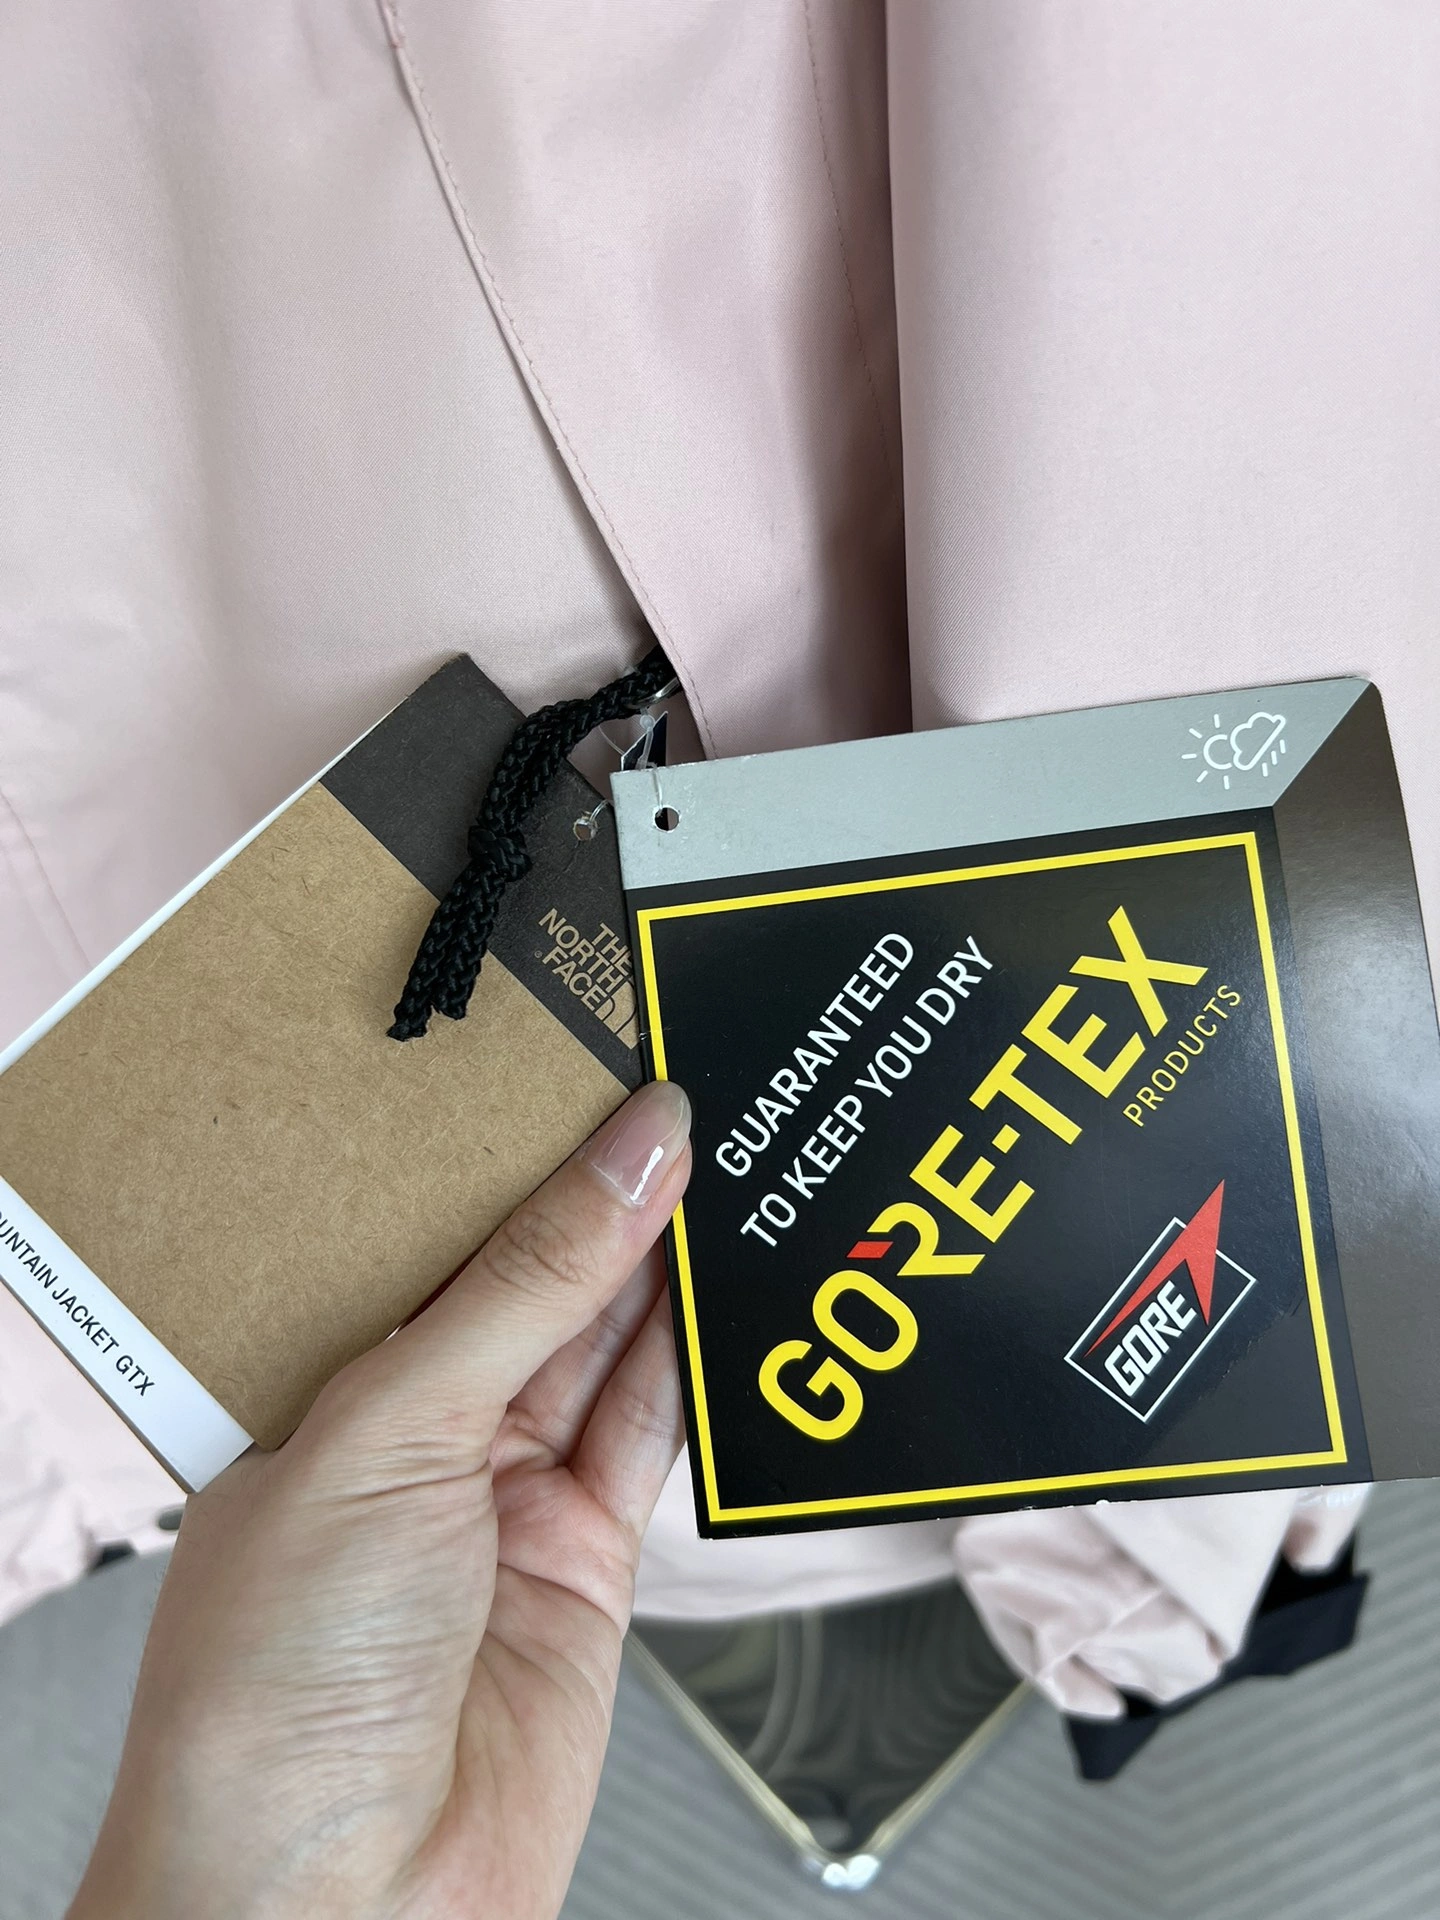 THE
NORTH
FACE
UNTAIN JACKET GTX
GUARANTEED
TO KEEP YOU DRY
GORE-TEX
PRODUCTS
GORE